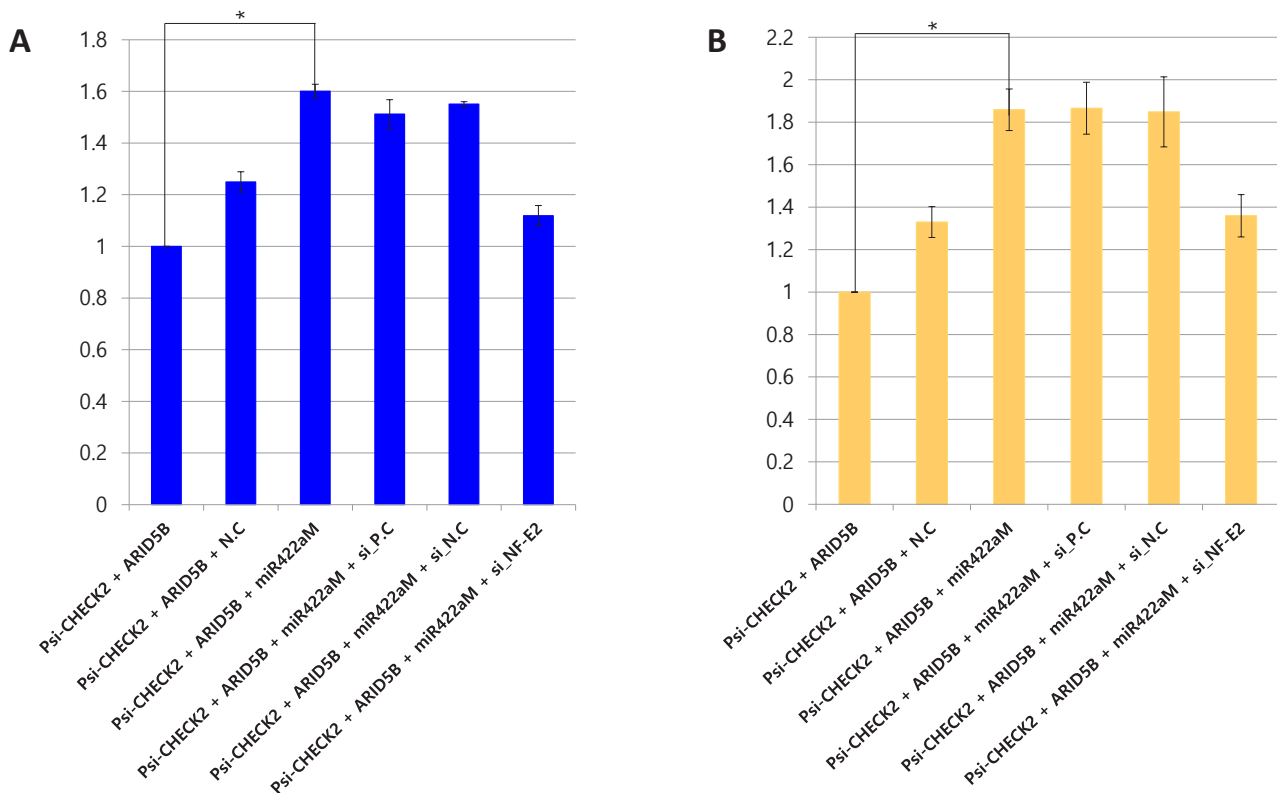 A
*
1.8
1.6
1.4
1.2
1
0.8
0.6
0.4
0.2
0
Psi-CHECK2 + ARID5B
Psi-CHECK2 + ARID5B + N.C
Psi-CHECK2 + ARID5B + miR422aM
Psi-CHECK2 + ARID5B + miR422aM + si_P.C
Psi-CHECK2 + ARID5B + miR422aM + si_N.C
Psi-CHECK2 + ARID5B + miR422aM + si_NF-E2
B
*
2.2
2
1.8
1.6
1.4
1.2
1
0.8
0.6
0.4
0.2
0
Psi-CHECK2 + ARID5B
Psi-CHECK2 + ARID5B + N.C
Psi-CHECK2 + ARID5B + miR422aM
Psi-CHECK2 + ARID5B + miR422aM + si_P.C
Psi-CHECK2 + ARID5B + miR422aM + si_N.C
Psi-CHECK2 + ARID5B + miR422aM + si_NF-E2